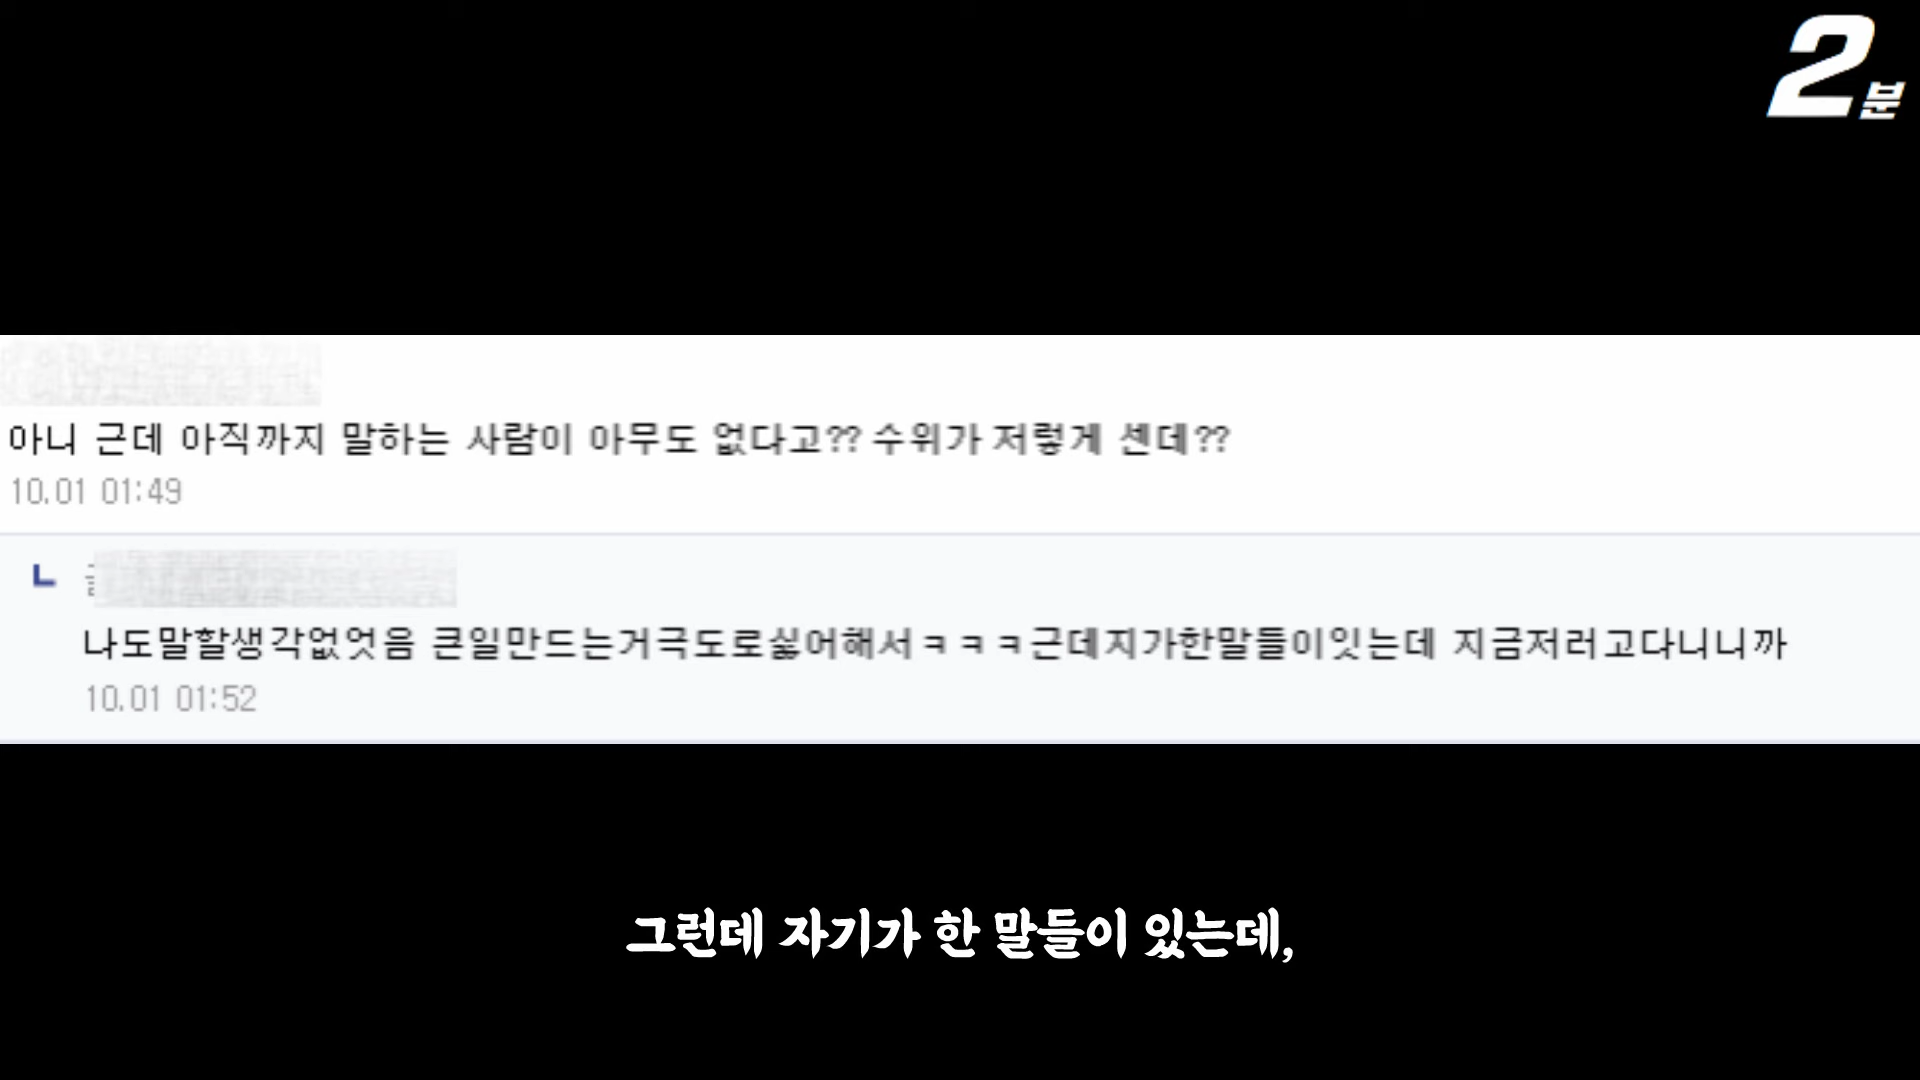 2분
아니 근데 아직까지 말하는 사람이 아무도 없다고?? 수위가 저렇게 센데??
10.01 01:49
나도말할생각없엇음 큰일만드는거극도로싫어해서ㅋㅋㅋ근데지가한말들이잇는데 지금저러고다니니까
10.01 01:52
그런데 자기가 한 말들이 있는데,